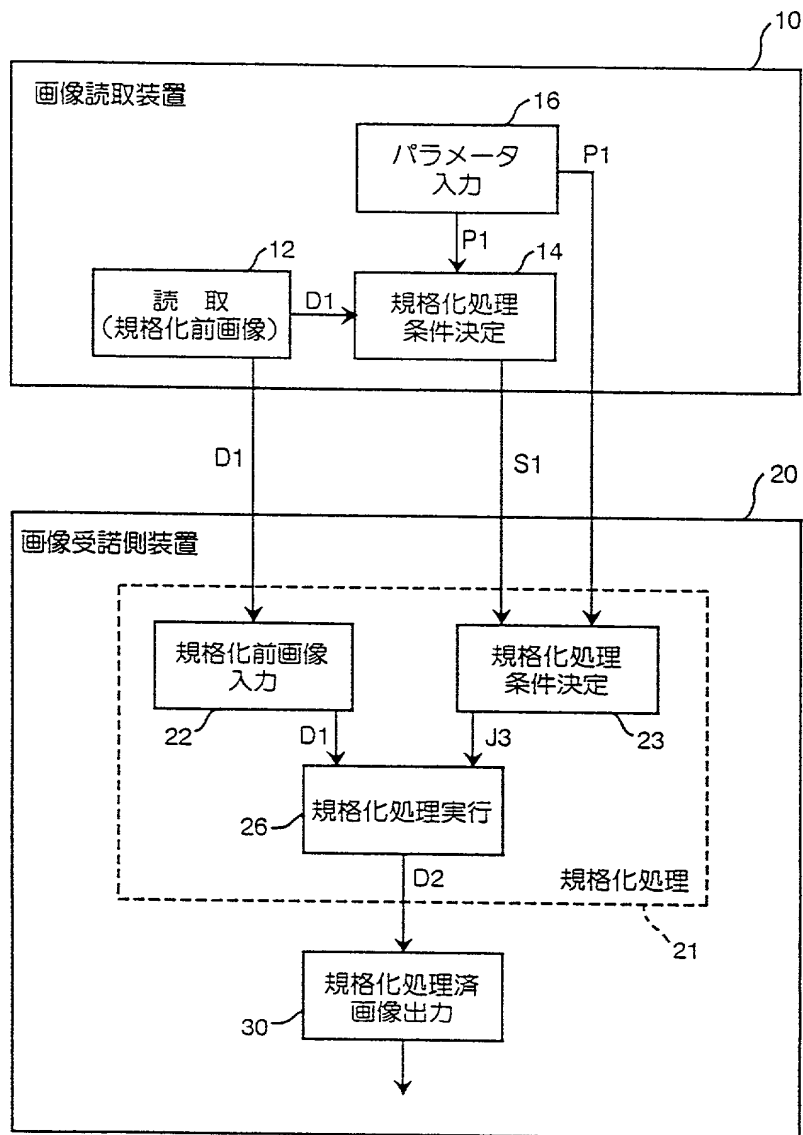 10
画像読取装置
16
パラメータ
入力
P1
P1
12
14
読 取
(規格化前画像)
D1
規格化処理
条件決定
D1
S1
20
画像受諾側装置
規格化前画像
入力
規格化処理
条件決定
22
D1
J3
23
26
規格化処理実行
D2
規格化処理
21
規格化処理済
画像出力
30